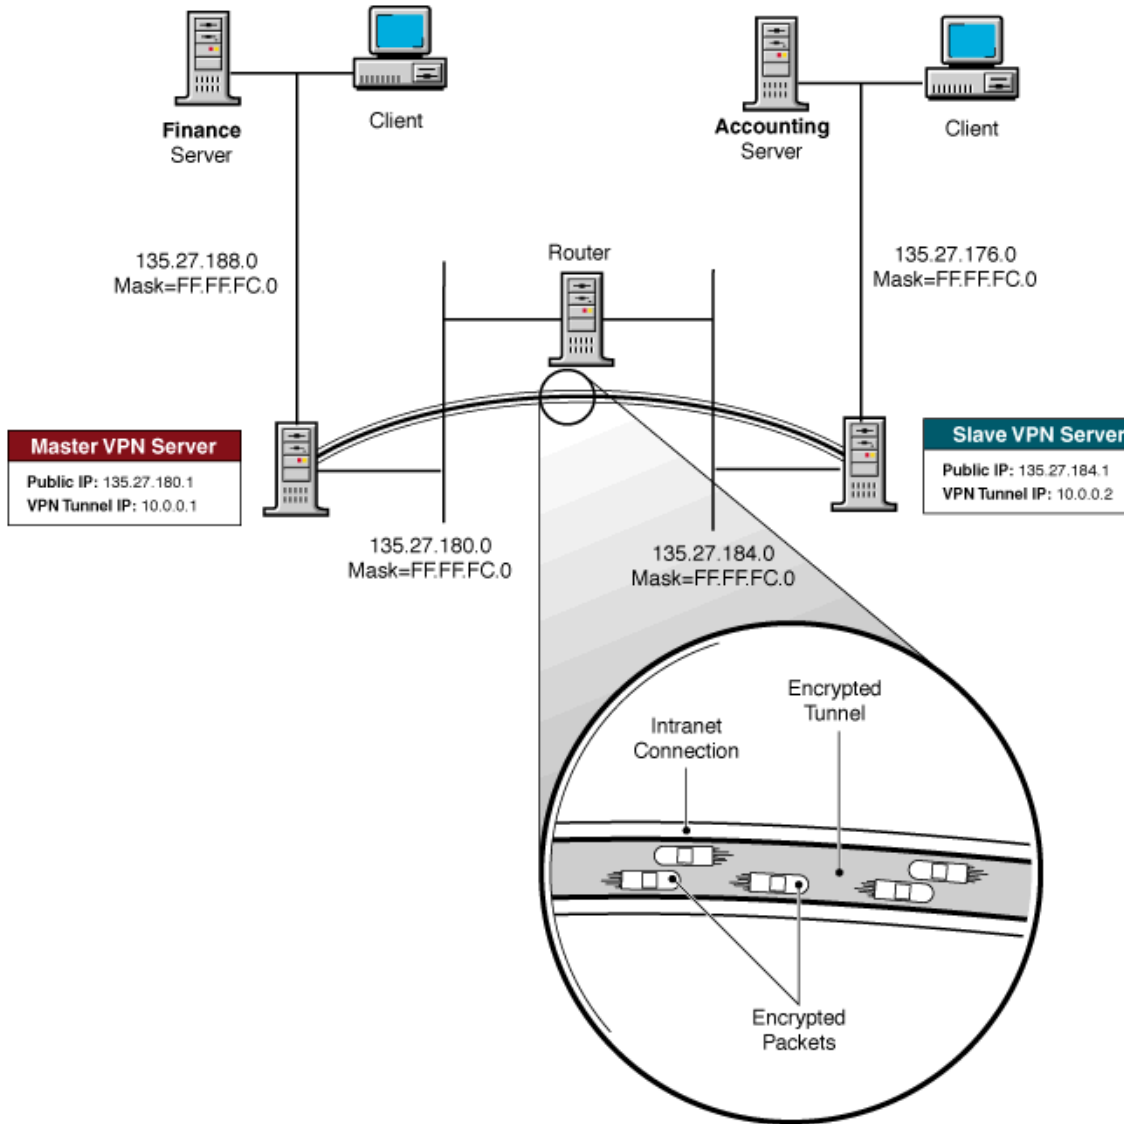 Finance
Server
Client
Accounting
Server
Client
135.27.188.0
Mask=FF.FF.FC.0
Router
135.27.176.0
Mask=FF.FF.FC.0
Master VPN Server
Public IP: 135.27.180.1
VPN Tunnel IP: 10.0.0.1
Slave VPN Server
Public IP: 135.27.184.1
VPN Tunnel IP: 10.0.0.2
135.27.180.0
Mask=FF.FF.FC.0
135.27.184.0
Mask=FF.FF.FC.0
Encrypted
Tunnel
Intranet
Connection
Encrypted
Packets